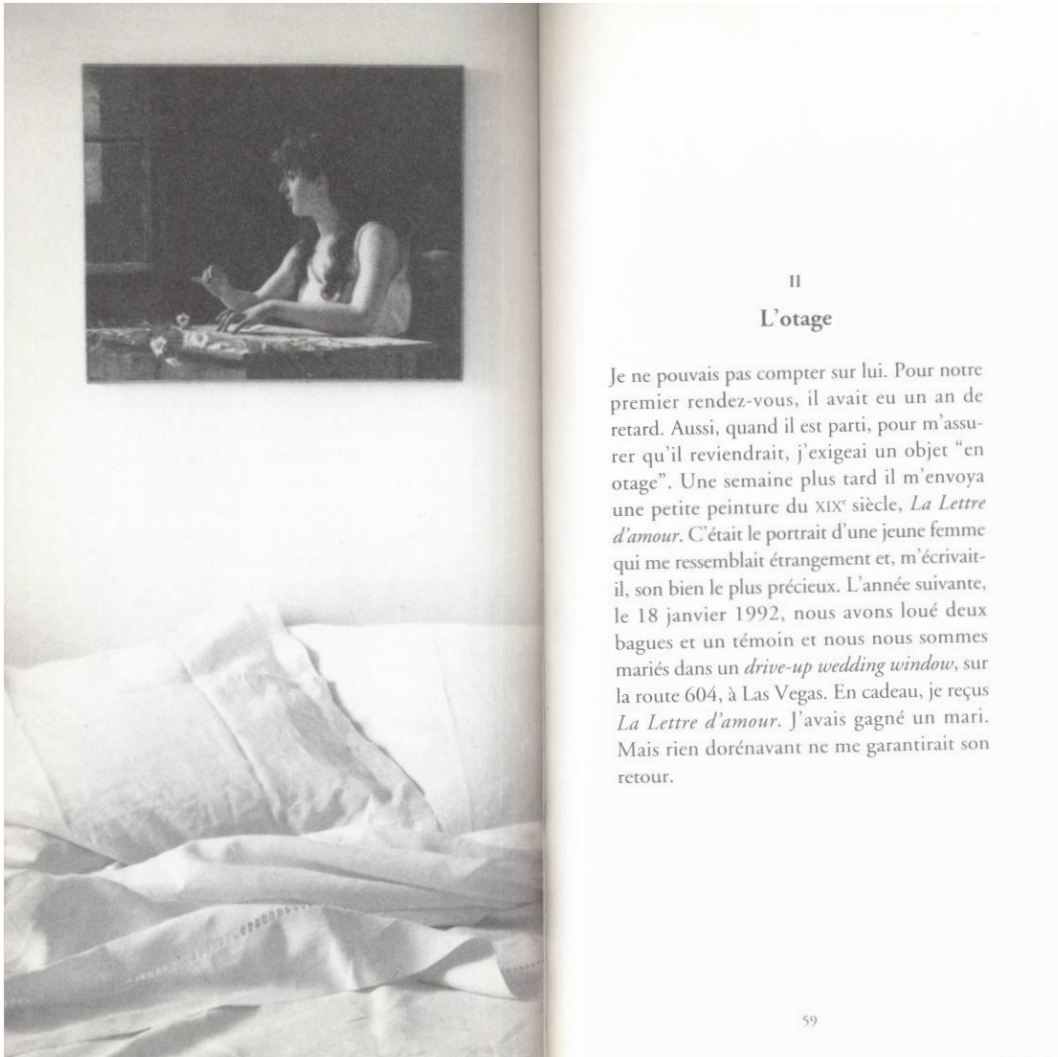 II
L'otage
Je ne pouvais pas compter sur lui. Pour notre
premier rendez-vous, il avait eu un an de
retard. Aussi, quand il est parti, pour m'assu-
rer qu'il reviendrait, j'exigeai un objet “en
otage”. Une semaine plus tard il m'envoya
une petite peinture du XIXe siècle, La Lettre
d'amour. C'était le portrait d'une jeune femme
qui me ressemblait étrangement et, m'écrivait-
il, son bien le plus précieux. L'année suivante,
le 18 janvier 1992, nous avons loué deux
bagues et un témoin et nous nous sommes
mariés dans un drive-up wedding window, sur
la route 604, à Las Vegas. En cadeau, je reçus
La Lettre d'amour. J'avais gagné un mari.
Mais rien dorénavant ne me garantirait son
retour.
59